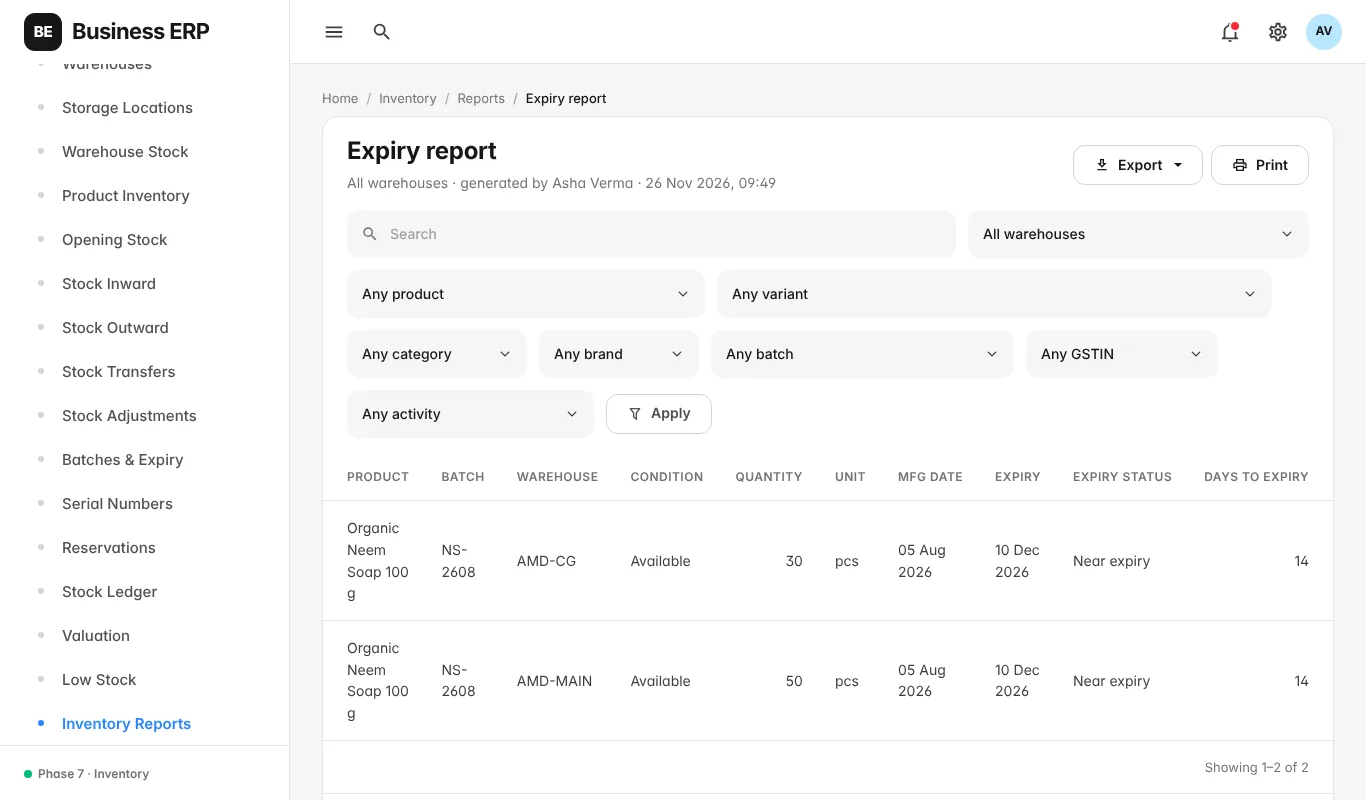 BE Business ERP
AV
Warehouses
Storage Locations
Warehouse Stock
Product Inventory
Opening Stock
Stock Inward
Stock Outward
Stock Transfers
Stock Adjustments
Batches & Expiry
Serial Numbers
Reservations
Stock Ledger
Valuation
Low Stock
Inventory Reports
Phase 7 · Inventory
Home / Inventory / Reports / Expiry report
Expiry report
All warehouses · generated by Asha Verma · 26 Nov 2026, 09:49
Export
Print
Search
All warehouses
Any product
Any variant
Any category
Any brand
Any batch
Any GSTIN
Any activity
Apply
PRODUCT BATCH WAREHOUSE CONDITION QUANTITY UNIT MFG DATE EXPIRY EXPIRY STATUS DAYS TO EXPIRY
Organic
Neem
Soap 100
g
NS-
2608
AMD-CG
Available
30
pcs
05 Aug
2026
10 Dec
2026
Near expiry
14
Organic
Neem
Soap 100
g
NS-
2608
AMD-MAIN
Available
50
pcs
05 Aug
2026
10 Dec
2026
Near expiry
14
Showing 1–2 of 2